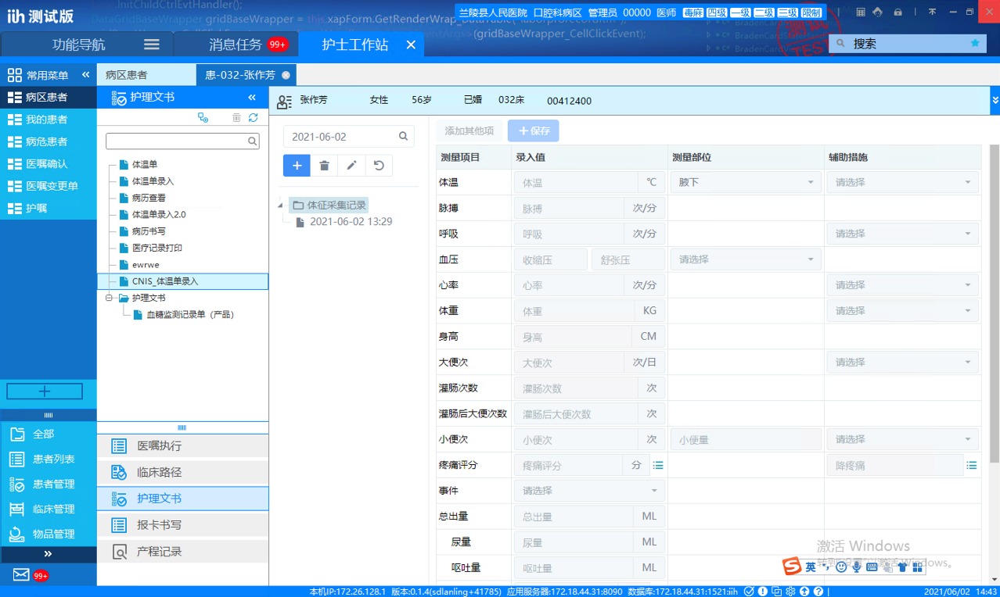 iih 测试版
兰陵县人民医院 口腔科病区 管理员 00000 医师 毒麻 四级 一级 二级 三级 限制
.InitChildCtrlEvtHandler();
(gridBaseWrapper_CellClickEvent);
功能导航
消息任务 99+
护士工作站
搜索
常用菜单
病区患者
我的患者
病危患者
医嘱确认
医嘱变更单
护嘱
全部
患者列表
患者管理
临床管理
物品管理
99+
病区患者
患-032-张作芳
护理文书
体温单
体温单录入
病历查看
体温单录入2.0
病历书写
医疗记录打印
ewrwe
CNIS_体温单录入
护理文书
血糖监测记录单（产品）
医嘱执行
临床路径
护理文书
报卡书写
产程记录
张作芳 女性 56岁 已婚 032床 00412400
2021-06-02
体征采集记录
2021-06-02 13:29
添加其他项 保存
测量项目 录入值 测量部位 辅助措施
体温 体温 ℃ 腋下 请选择
脉搏 脉搏 次/分
呼吸 呼吸 次/分 请选择
血压 收缩压 舒张压 请选择
心率 心率 次/分 请选择
体重 体重 KG 请选择
身高 身高 CM
大便次 大便次 次/日 请选择
灌肠次数 灌肠次数 次
灌肠后大便次数 灌肠后大便次数 次
小便次 小便次 次 小便量 请选择
疼痛评分 疼痛评分 分 除疼痛
事件 请选择
总出量 总出量 ML
尿量 尿量 ML
呕吐量 呕吐量 ML
激活 Windows
英
本机IP:172.26.128.1 版本:0.1.4(sdlanling+41785) 应用服务器:172.18.44.31:8090 数据库:172.18.44.31:1521:iih
2021/06/02 14:43